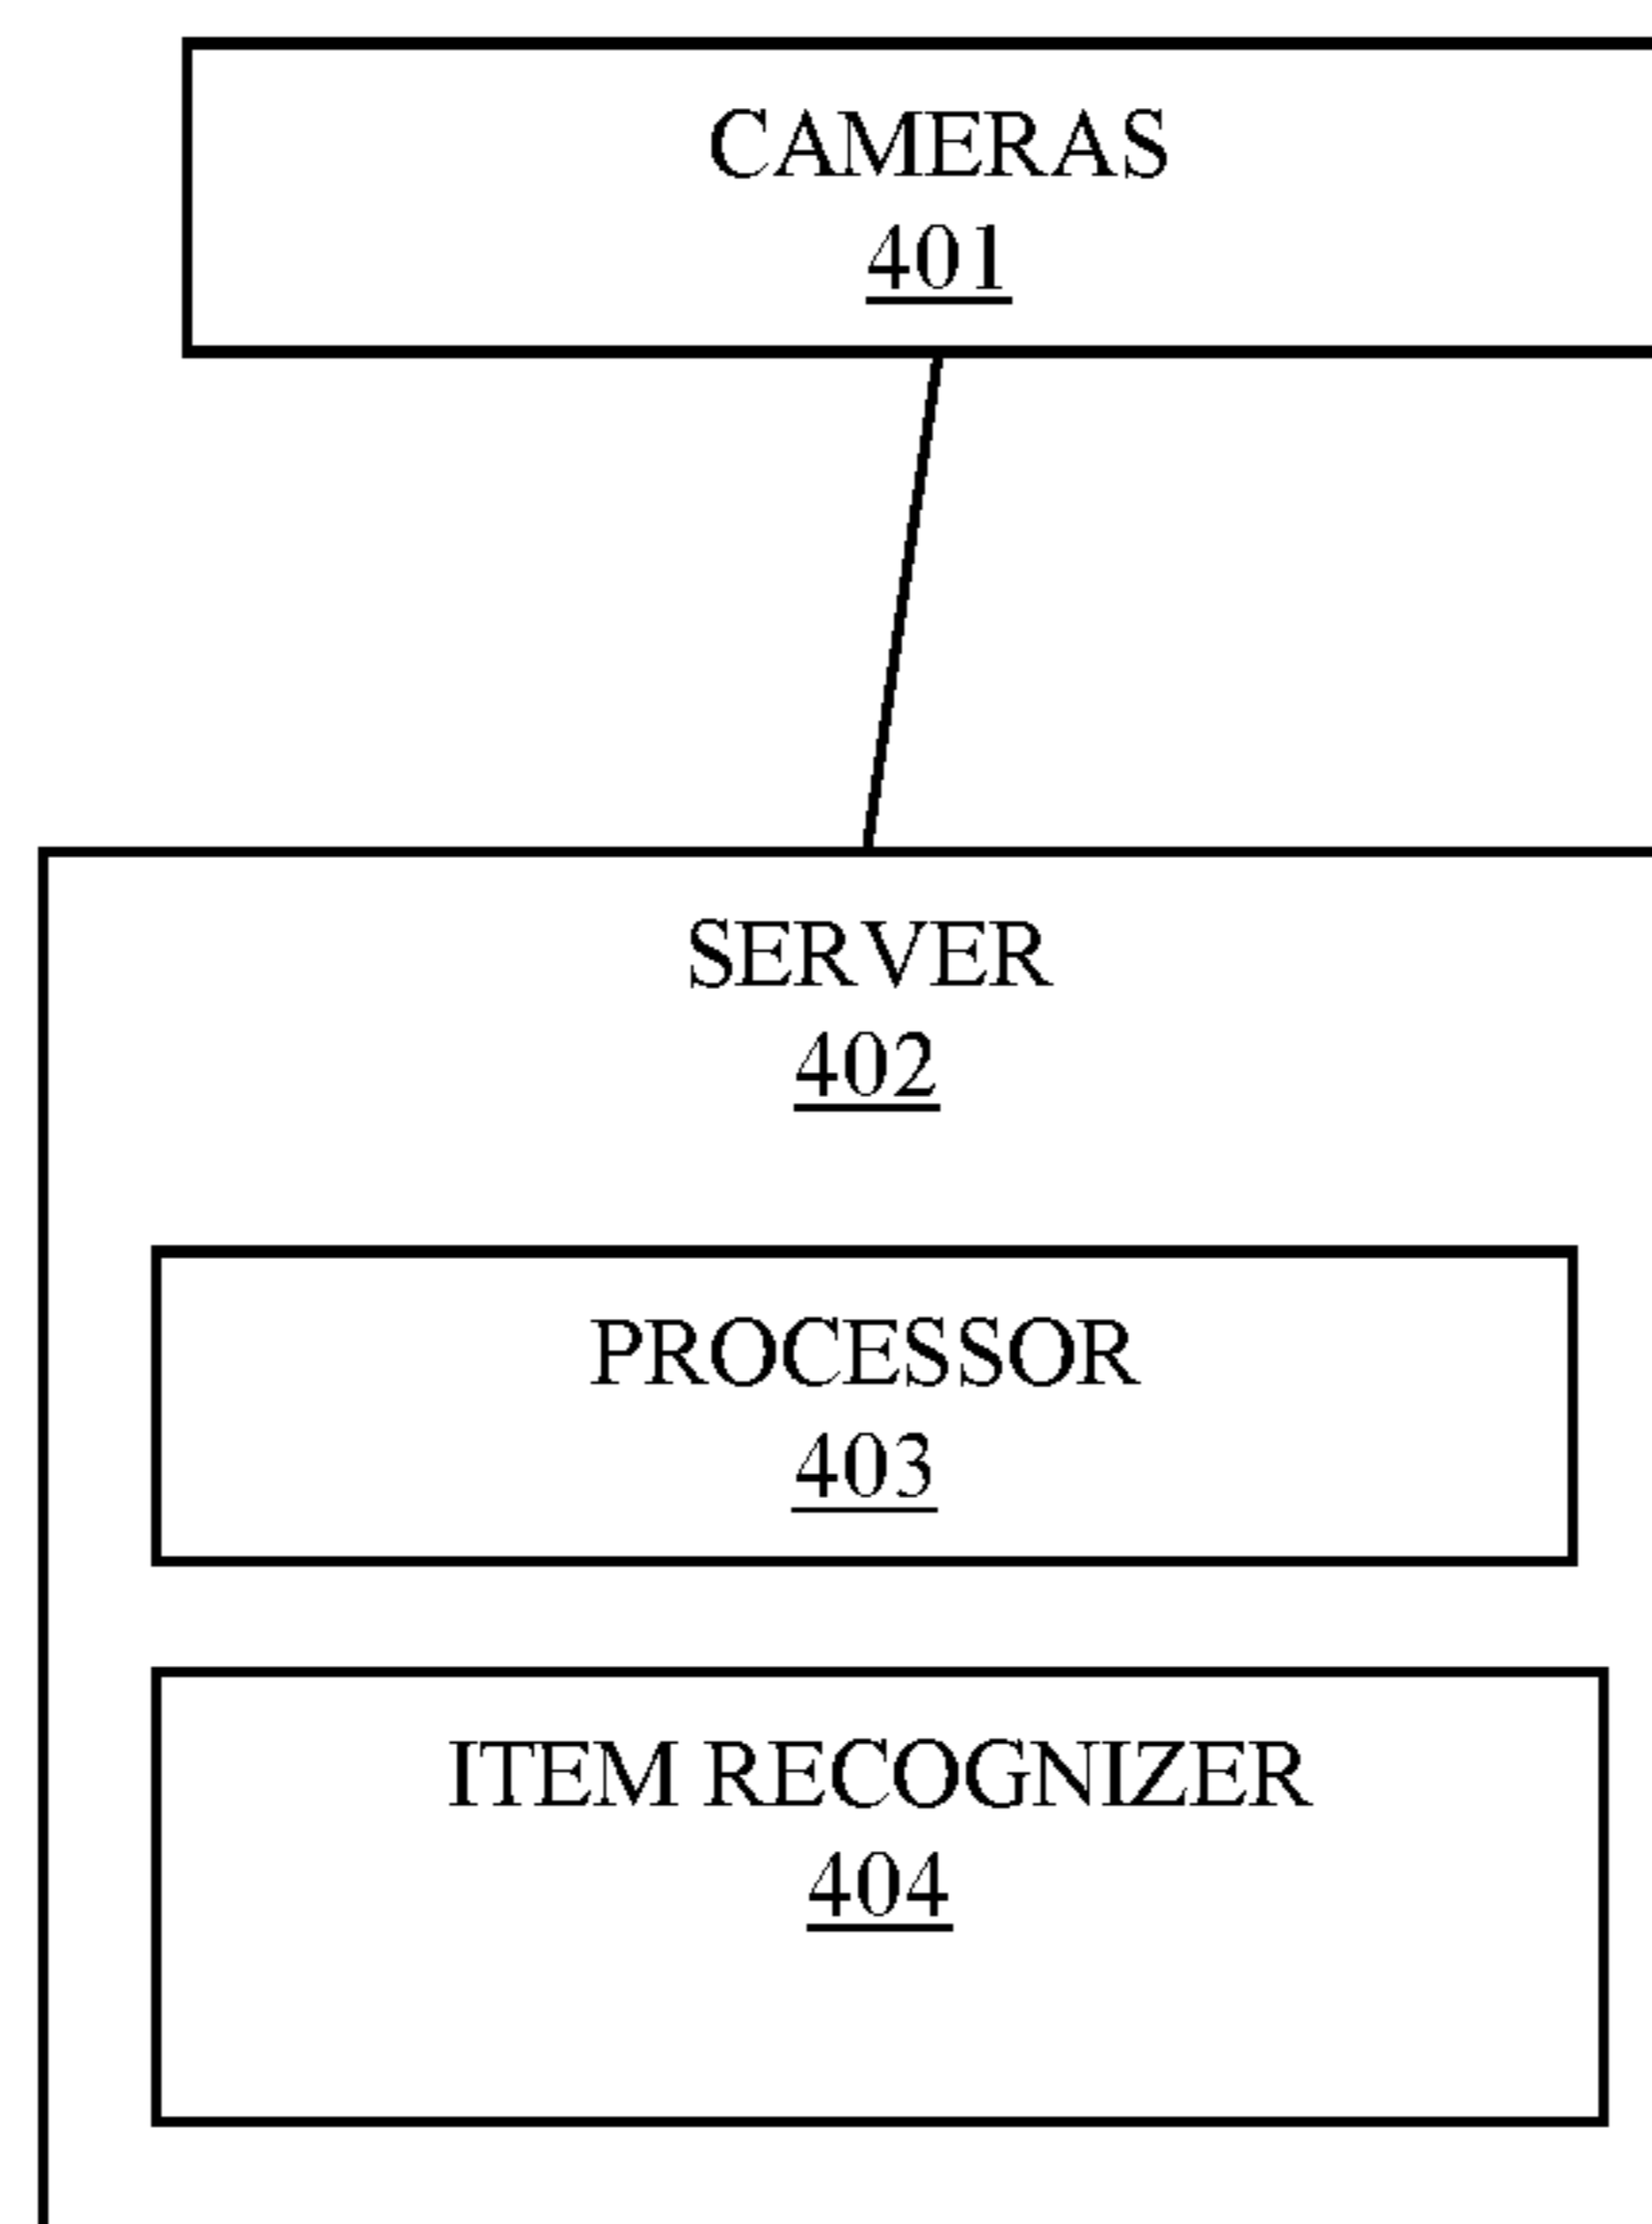 CAMERAS
401
SERVER
402
PROCESSOR
403
ITEM RECOGNIZER
404